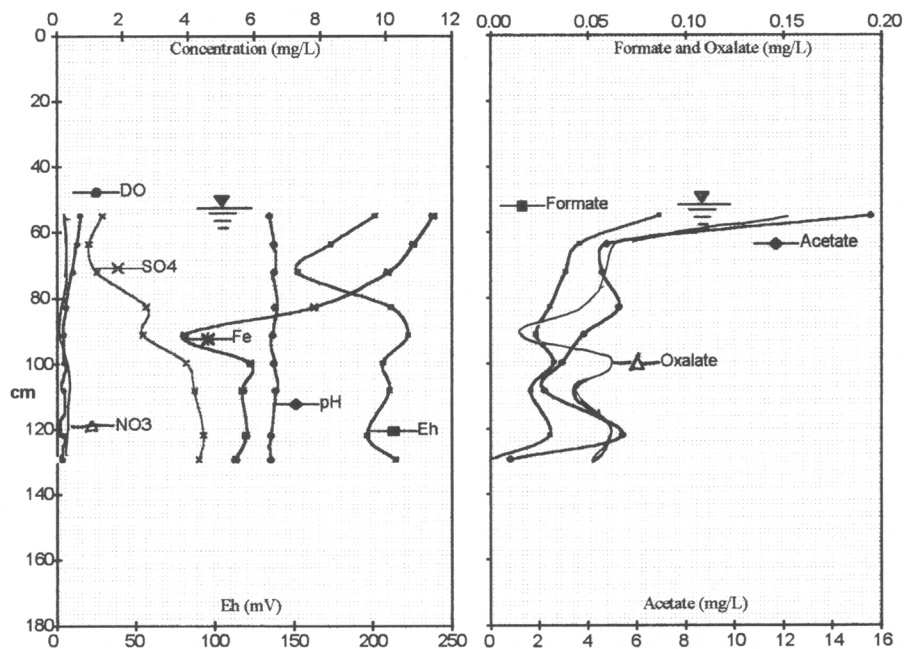 0 2 4 6 8 10 12
0.00 0.05 0.10 0.15 0.20
Concentration (mg/L)
Formate and Oxalate (mg/L)
0
20
40
60
80
100
cm
120
140
160
180
DO
SO4
Fe
pH
NO3
Eh
Formate
Acetate
Oxalate
Eh (mV)
Acetate (mg/L)
0 50 100 150 200 250
0 2 4 6 8 10 12 14 16